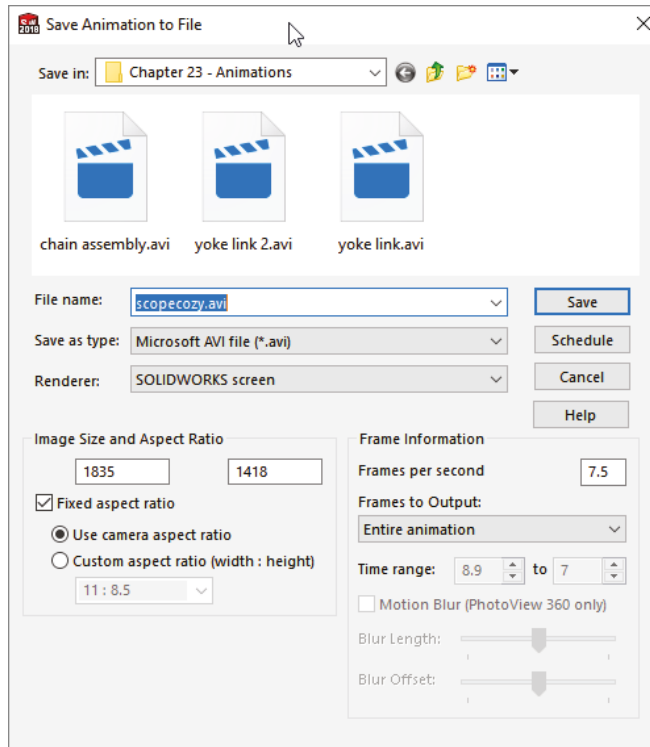 SW 2018 Save Animation to File
Save in: Chapter 23 - Animations
chain assembly.avi yoke link 2.avi yoke link.avi
File name: scopecozy.avi Save
Save as type: Microsoft AVI file (*.avi) Schedule
Renderer: SOLIDWORKS screen Cancel
Help
Image Size and Aspect Ratio
1835 1418
Fixed aspect ratio
Use camera aspect ratio
Custom aspect ratio (width : height)
11 : 8.5
Frame Information
Frames per second 7.5
Frames to Output:
Entire animation
Time range: 8.9 to 7
Motion Blur (PhotoView 360 only)
Blur Length:
Blur Offset: